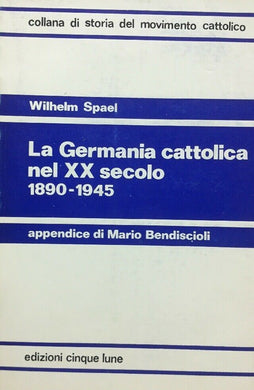 collana di storia del movimento cattolico
Wilhelm Spael
La Germania cattolica
nel XX secolo
1890-1945
appendice di Mario Bendiscioli
edizioni cinque lune